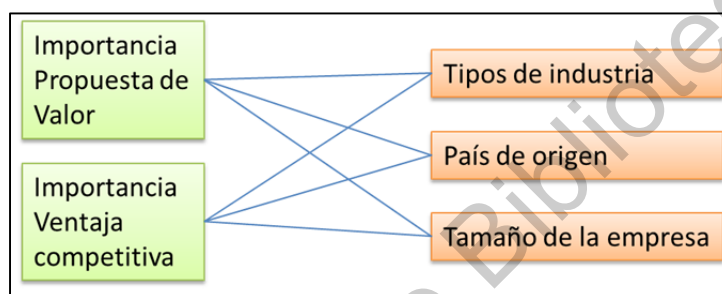 Importancia
Propuesta de
Valor
Importancia
Ventaja
competitiva
Tipos de industria
País de origen
Tamaño de la empresa